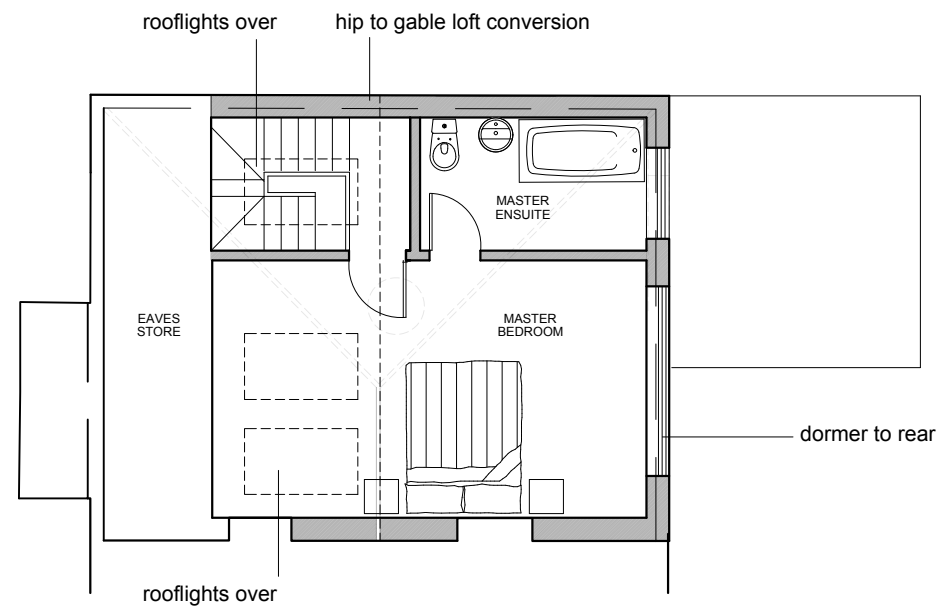 rooflights over
hip to gable loft conversion
MASTER
ENSUITE
EAVES
STORE
MASTER
BEDROOM
dormer to rear
rooflights over